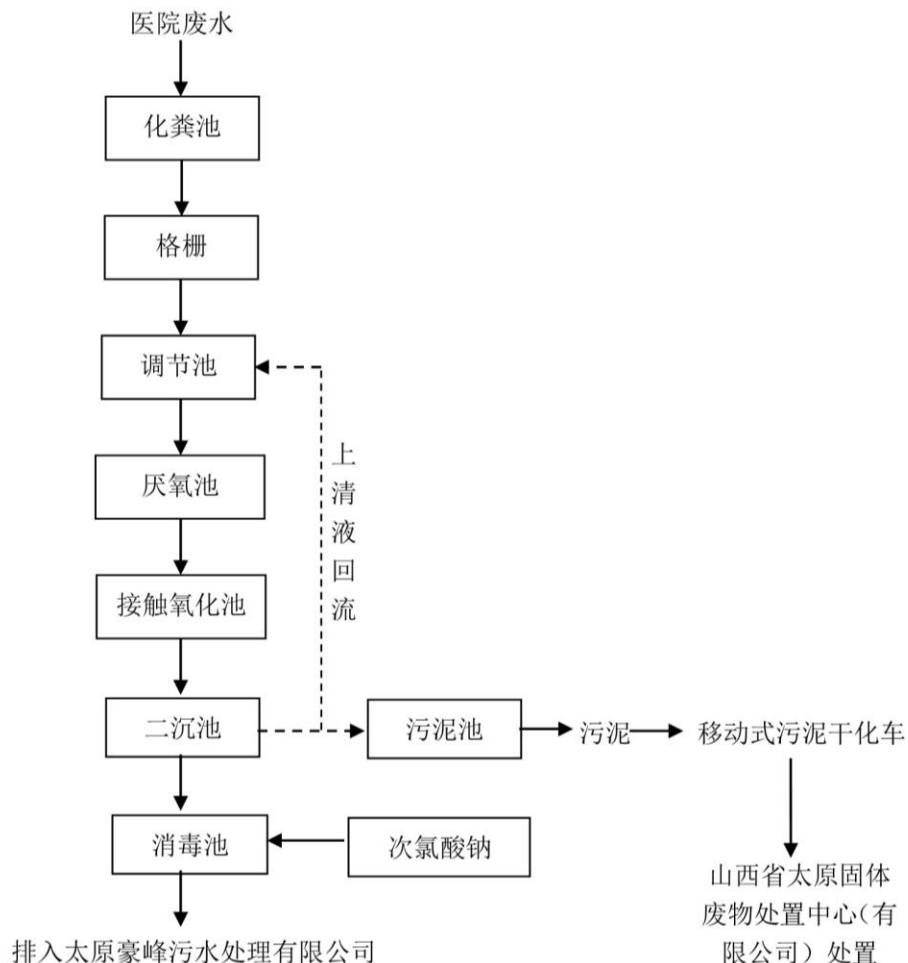 医院废水
化粪池
格栅
调节池
厌氧池
上清液回流
接触氧化池
二沉池
污泥池
污泥
移动式污泥干化车
消毒池
次氯酸钠
山西省太原固体
废物处置中心（有
限公司）处置
排入太原豪峰污水处理有限公司